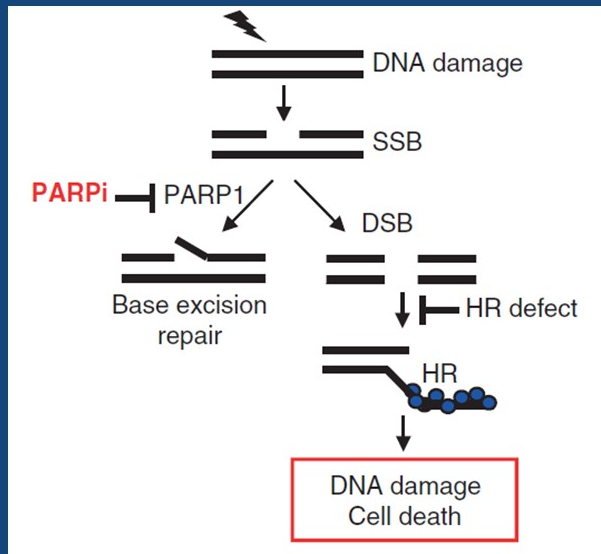 DNA damage
SSB
PARPi
PARP1
DSB
Base excision
repair
HR defect
HR
DNA damage
Cell death